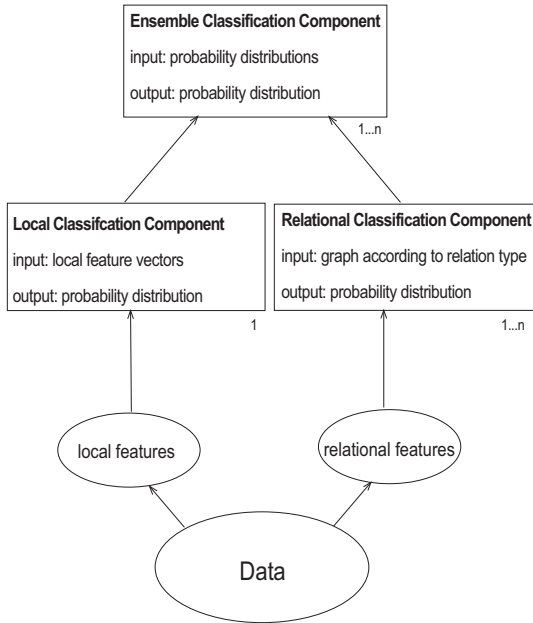 Ensemble Classification Component
input: probability distributions
output: probability distribution
1...n
Local Classifcation Component
input: local feature vectors
output: probability distribution
1
Relational Classification Component
input: graph according to relation type
output: probability distribution
1...n
local features
relational features
Data